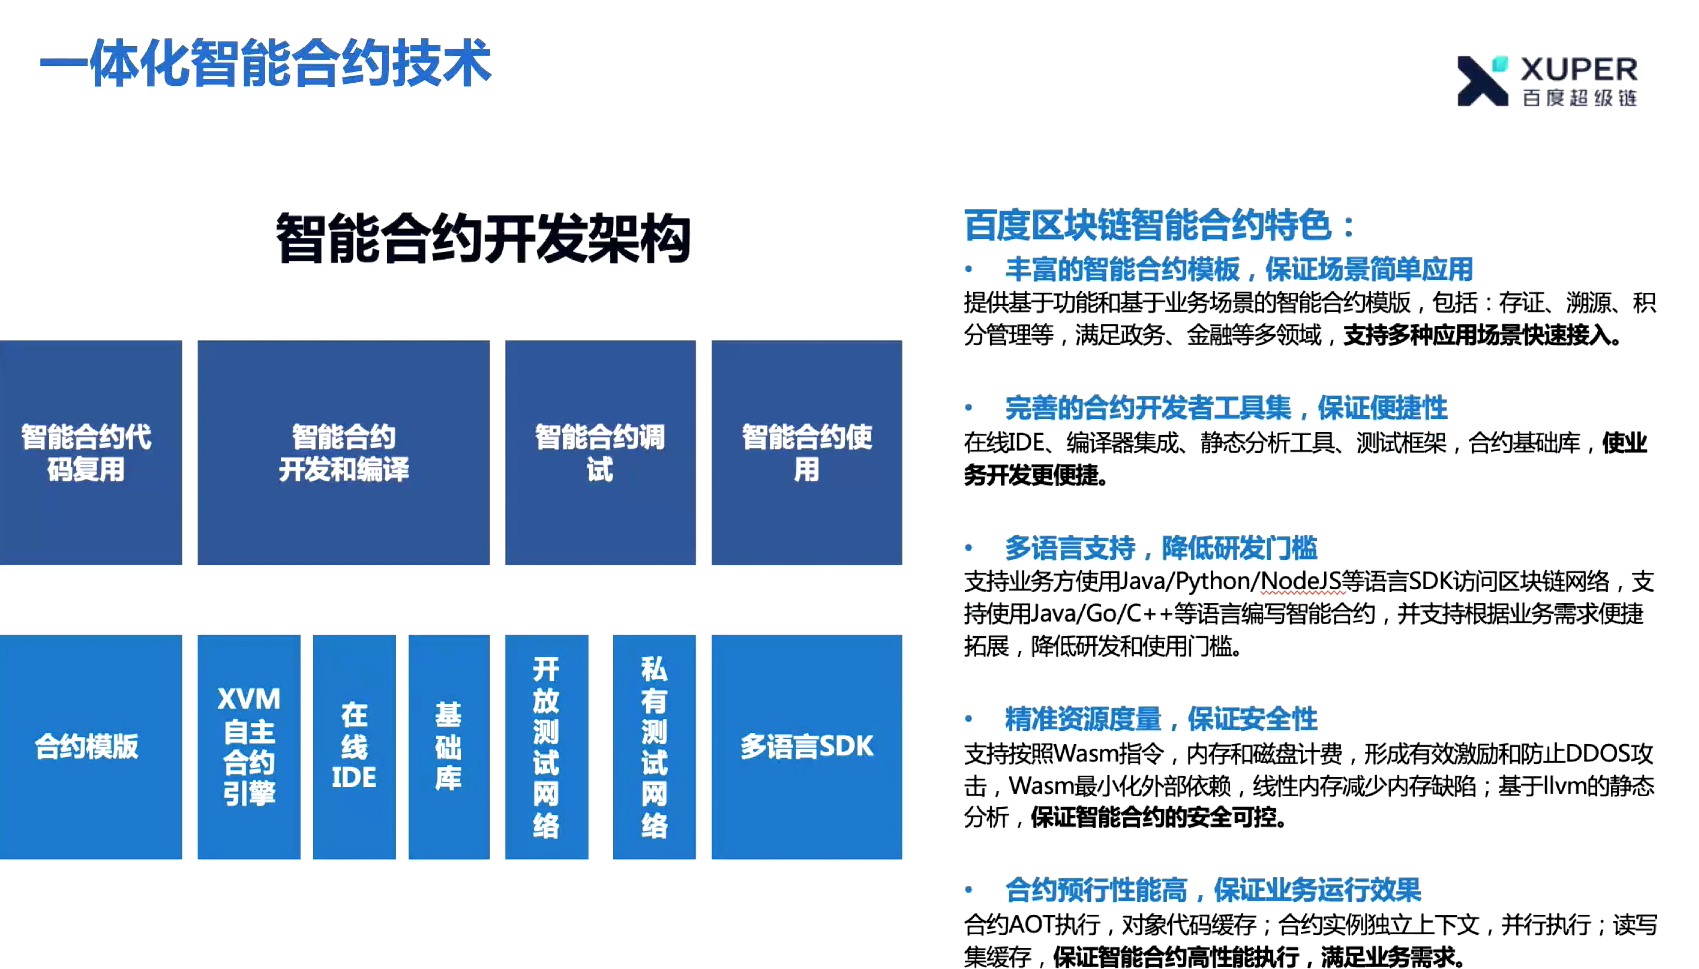 一体化智能合约技术
XUPER
百度超级链
智能合约开发架构
智能合约代
码复用
智能合约
开发和编译
智能合约调
试
智能合约使
用
合约模版
XVM
自主
合约
引擎
在
线
IDE
基
础
库
开
放
测
试
网
络
私
有
测
试
网
络
多语言SDK
百度区块链智能合约特色：
• 丰富的智能合约模板，保证场景简单应用
提供基于功能和基于业务场景的智能合约模版，包括：存证、溯源、积
分管理等，满足政务、金融等多领域，支持多种应用场景快速接入。
• 完善的合约开发者工具集，保证便捷性
在线IDE、编译器集成、静态分析工具、测试框架，合约基础库，使业
务开发更便捷。
• 多语言支持，降低研发门槛
支持业务方使用Java/Python/NodeJS等语言SDK访问区块链网络，支
持使用Java/Go/C++等语言编写智能合约，并支持根据业务需求便捷
拓展，降低研发和使用门槛。
• 精准资源度量，保证安全性
支持按照Wasm指令，内存和磁盘计费，形成有效激励和防止DDOS攻
击，Wasm最小化外部依赖，线性内存减少内存缺陷；基于llvm的静态
分析，保证智能合约的安全可控。
• 合约预行性能高，保证业务运行效果
合约AOT执行，对象代码缓存；合约实例独立上下文，并行执行；读写
集缓存，保证智能合约高性能执行，满足业务需求。